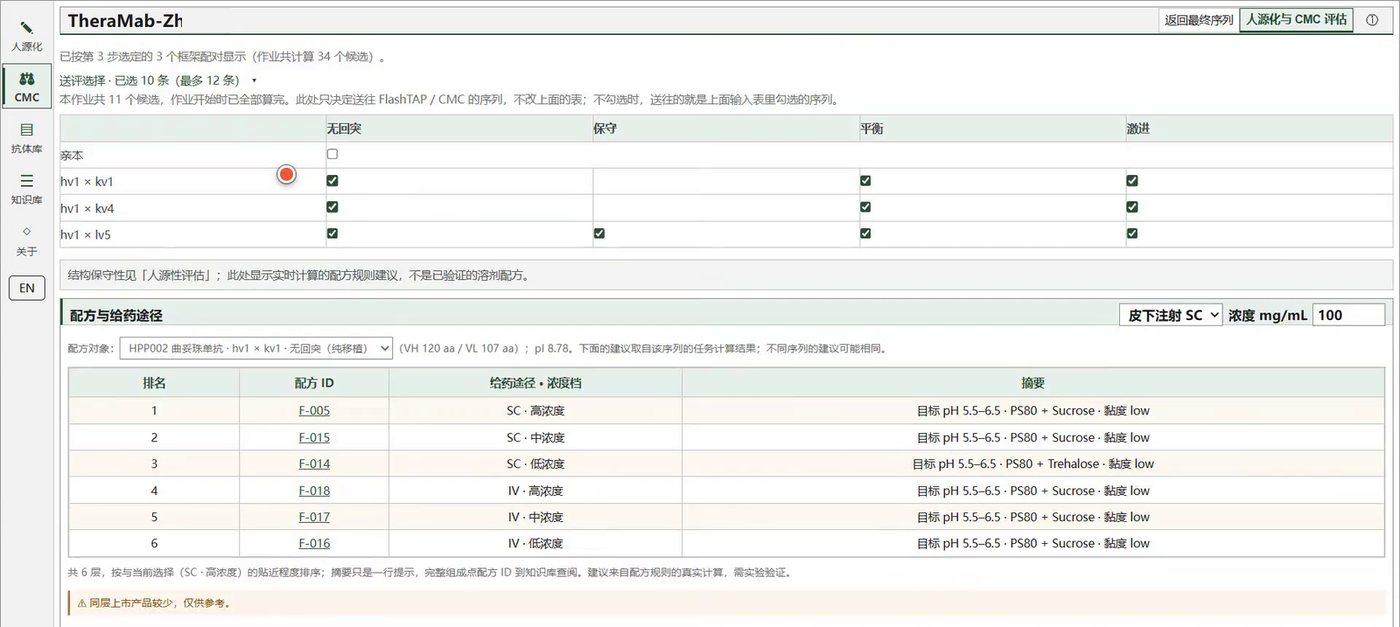 TheraMab-Zh
返回最终序列 人源化与 CMC 评估
人源化
CMC
抗体库
知识库
关于
EN
已按第 3 步选定的 3 个框架配对显示（作业共计算 34 个候选）。
送评选择 · 已选 10 条（最多 12 条）
本作业共 11 个候选，作业开始时已全部算完。此处只决定送往 FlashTAP / CMC 的序列，不改上面的表；不勾选时，送往的就是上面输入表里勾选的序列。
无回突 保守 平衡 激进
亲本
hv1 × kv1
hv1 × kv4
hv1 × lv5
结构保守性见「人源性评估」；此处显示实时计算的配方规则建议，不是已验证的溶剂配方。
配方与给药途径 皮下注射 SC 浓度 mg/mL 100
配方对象： HPP002 曲妥珠单抗 · hv1 × kv1 · 无回突（纯移植） （VH 120 aa / VL 107 aa）；pI 8.78。下面的建议取自该序列的任务计算结果；不同序列的建议可能相同。
排名 配方 ID 给药途径 • 浓度档 摘要
1 F-005 SC · 高浓度 目标 pH 5.5–6.5 · PS80 + Sucrose · 黏度 low
2 F-015 SC · 中浓度 目标 pH 5.5–6.5 · PS80 + Sucrose · 黏度 low
3 F-014 SC · 低浓度 目标 pH 5.5–6.5 · PS80 + Trehalose · 黏度 low
4 F-018 IV · 高浓度 目标 pH 5.5–6.5 · PS80 + Sucrose · 黏度 low
5 F-017 IV · 中浓度 目标 pH 5.5–6.5 · PS80 + Sucrose · 黏度 low
6 F-016 IV · 低浓度 目标 pH 5.5–6.5 · PS80 + Sucrose · 黏度 low
共 6 层，按与当前选择（SC · 高浓度）的贴近程度排序；摘要只是一行提示，完整组成点配方 ID 到知识库查阅。建议来自配方规则的真实计算，需实验验证。
⚠ 同层上市产品较少，仅供参考。